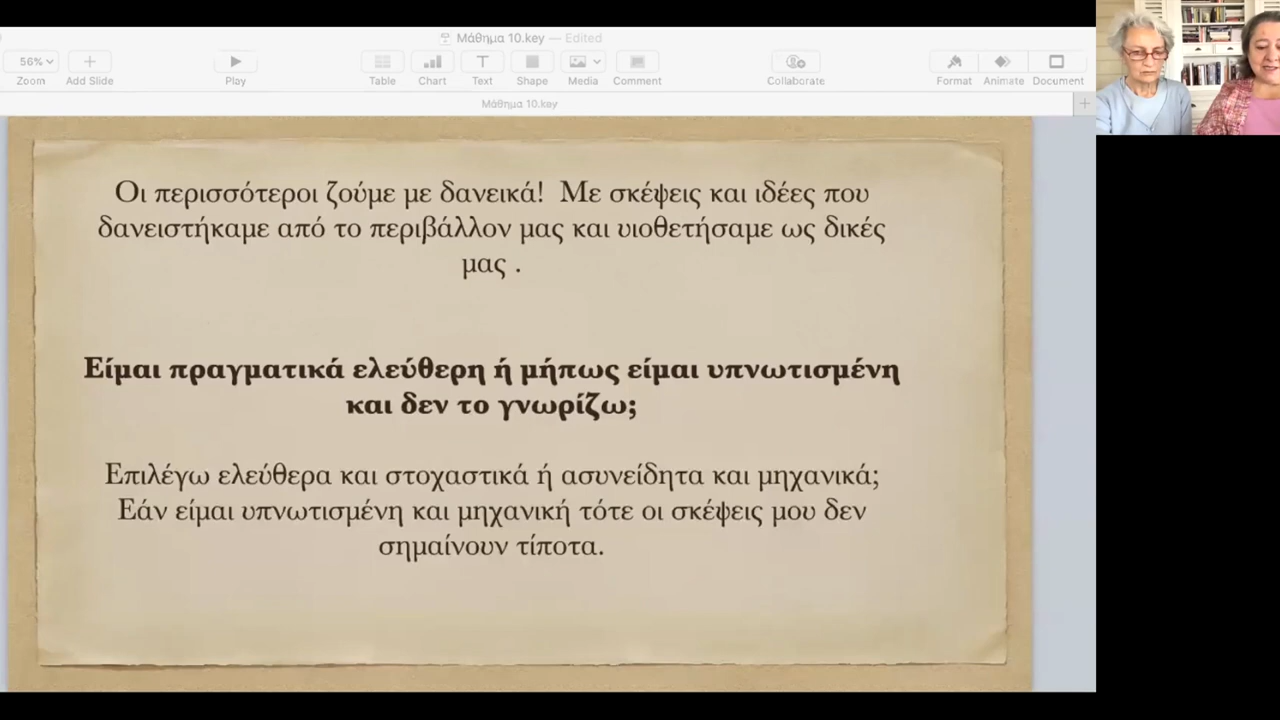 Μάθημα 10.key — Edited
56%
Zoom
Add Slide
Play
Table
Chart
Text
Shape
Media
Comment
Collaborate
Format
Animate
Document
Μάθημα 10.key
Οι περισσότεροι ζούμε με δανεικά! Με σκέψεις και ιδέες που
δανειστήκαμε από το περιβάλλον μας και υιοθετήσαμε ως δικές
μας .
Είμαι πραγματικά ελεύθερη ή μήπως είμαι υπνωτισμένη
και δεν το γνωρίζω;
Επιλέγω ελεύθερα και στοχαστικά ή ασυνείδητα και μηχανικά;
Εάν είμαι υπνωτισμένη και μηχανική τότε οι σκέψεις μου δεν
σημαίνουν τίποτα.